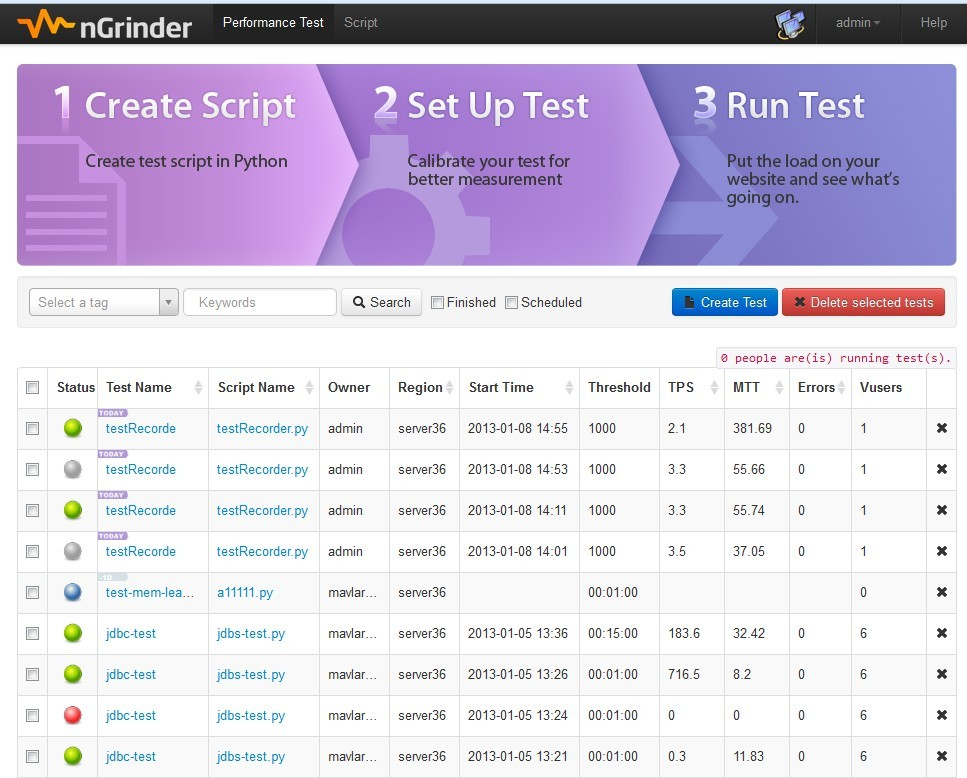 nGrinder Performance Test Script admin Help
1 Create Script
Create test script in Python
2 Set Up Test
Calibrate your test for
better measurement
3 Run Test
Put the load on your
website and see what's
going on.
Select a tag Keywords Search Finished Scheduled Create Test Delete selected tests
0 people are(is) running test(s).
Status Test Name Script Name Owner Region Start Time Threshold TPS MTT Errors Vusers
TODAY
testRecorde testRecorder.py admin server36 2013-01-08 14:55 1000 2.1 381.69 0 1
TODAY
testRecorde testRecorder.py admin server36 2013-01-08 14:53 1000 3.3 55.66 0 1
TODAY
testRecorde testRecorder.py admin server36 2013-01-08 14:11 1000 3.3 55.74 0 1
TODAY
testRecorde testRecorder.py admin server36 2013-01-08 14:01 1000 3.5 37.05 0 1
test-mem-lea... a11111.py mavlar... server36 00:01:00 0
jdbc-test jdbs-test.py mavlar... server36 2013-01-05 13:36 00:15:00 183.6 32.42 0 6
jdbc-test jdbs-test.py mavlar... server36 2013-01-05 13:26 00:01:00 716.5 8.2 0 6
jdbc-test jdbs-test.py mavlar... server36 2013-01-05 13:24 00:01:00 0 0 0 6
jdbc-test jdbs-test.py mavlar... server36 2013-01-05 13:21 00:01:00 0.3 11.83 0 6